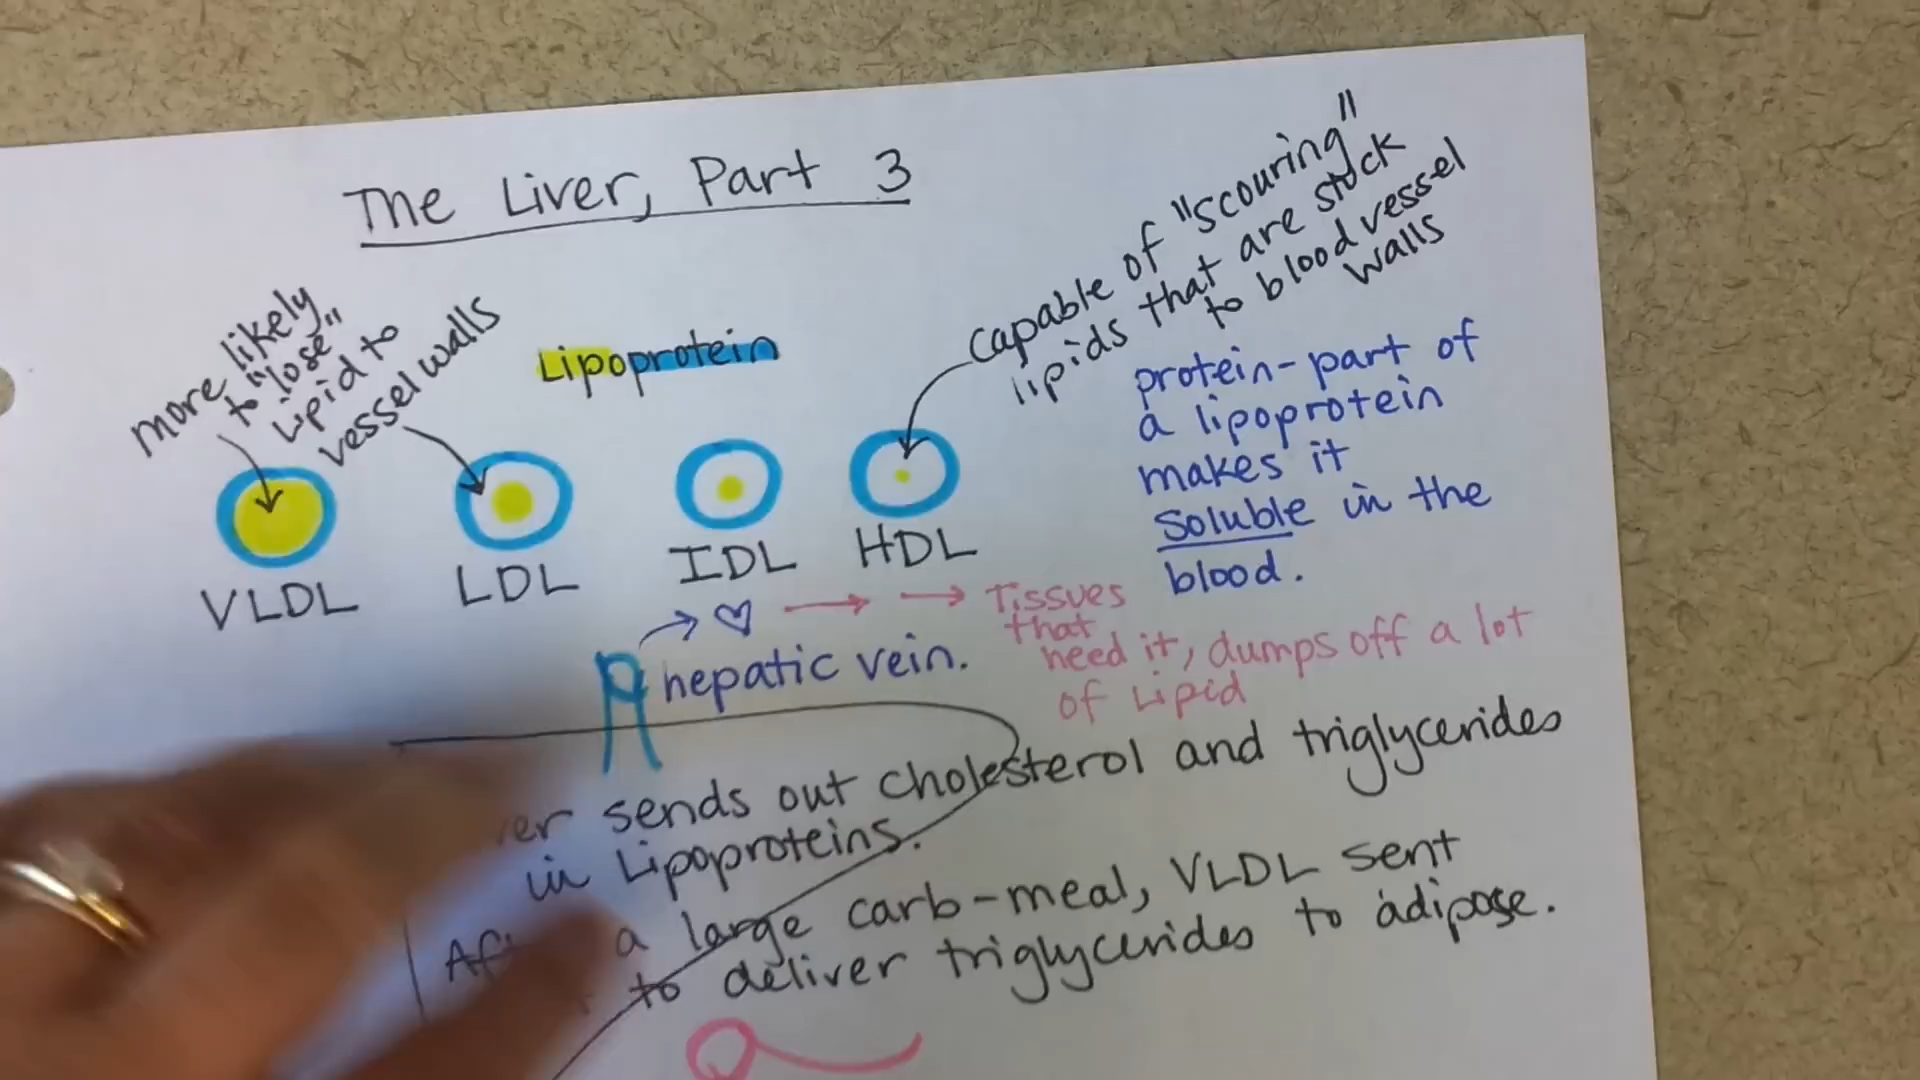 The Liver, Part 3
more likely
to "lose"
lipid to
vessel walls
Lipoprotein
capable of "scouring"
lipids that are stuck
to blood vessel
walls
protein-part of
a lipoprotein
makes it
soluble in the
blood.
VLDL
LDL
IDL
HDL
hepatic vein.
Tissues
that
need it, dumps off a lot
of Lipid
sends out cholesterol and triglycerides
in Lipoproteins.
a large carb-meal, VLDL sent
to deliver triglycerides to adipose.